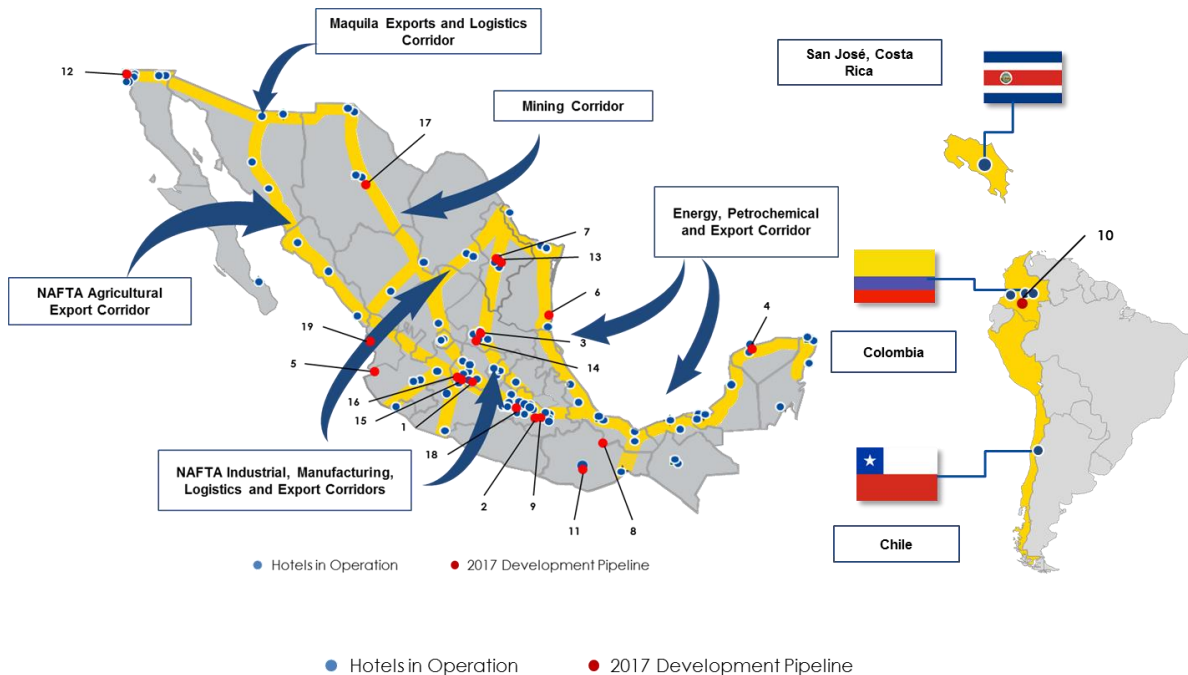 Maquila Exports and Logistics
Corridor
San José, Costa
Rica
12
Mining Corridor
17
Energy, Petrochemical
and Export Corridor
7
13
10
NAFTA Agricultural
Export Corridor
6
4
19
3
Colombia
5
14
16
15
1
18
NAFTA Industrial, Manufacturing,
Logistics and Export Corridors
2
9
11
8
Chile
Hotels in Operation
2017 Development Pipeline
Hotels in Operation
2017 Development Pipeline